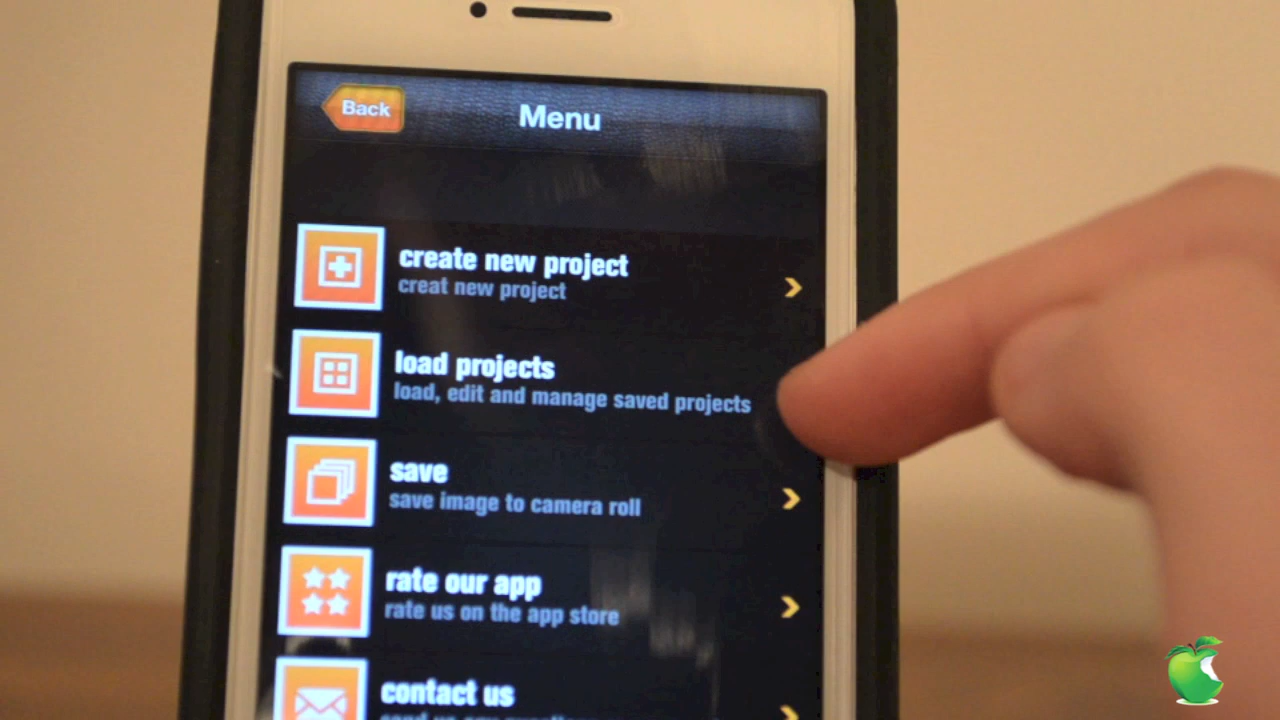 Back
Menu
create new project
creat new project
load projects
load, edit and manage saved projects
save
save image to camera roll
rate our app
rate us on the app store
contact us